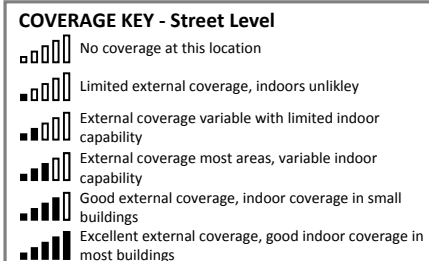 COVERAGE KEY - Street Level
No coverage at this location
Limited external coverage, indoors unlikley
External coverage variable with limited indoor
capability
External coverage most areas, variable indoor
capability
Good external coverage, indoor coverage in small
buildings
Excellent external coverage, good indoor coverage in
most buildings